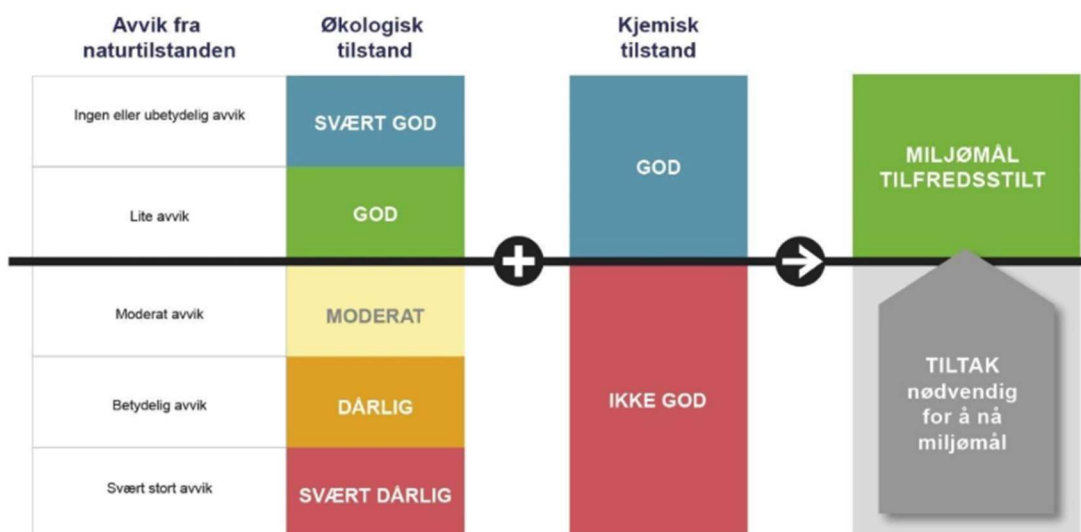 Avvik fra
naturtilstanden
Økologisk
tilstand
Kjemisk
tilstand
Ingen eller ubetydelig avvik
SVÆRT GOD
Lite avvik
GOD
GOD
MILJØMÅL
TILFREDSSTILT
Moderat avvik
MODERAT
Betydelig avvik
DÅRLIG
IKKE GOD
TILTAK
nødvendig
for å nå
miljømål
Svært stort avvik
SVÆRT DÅRLIG